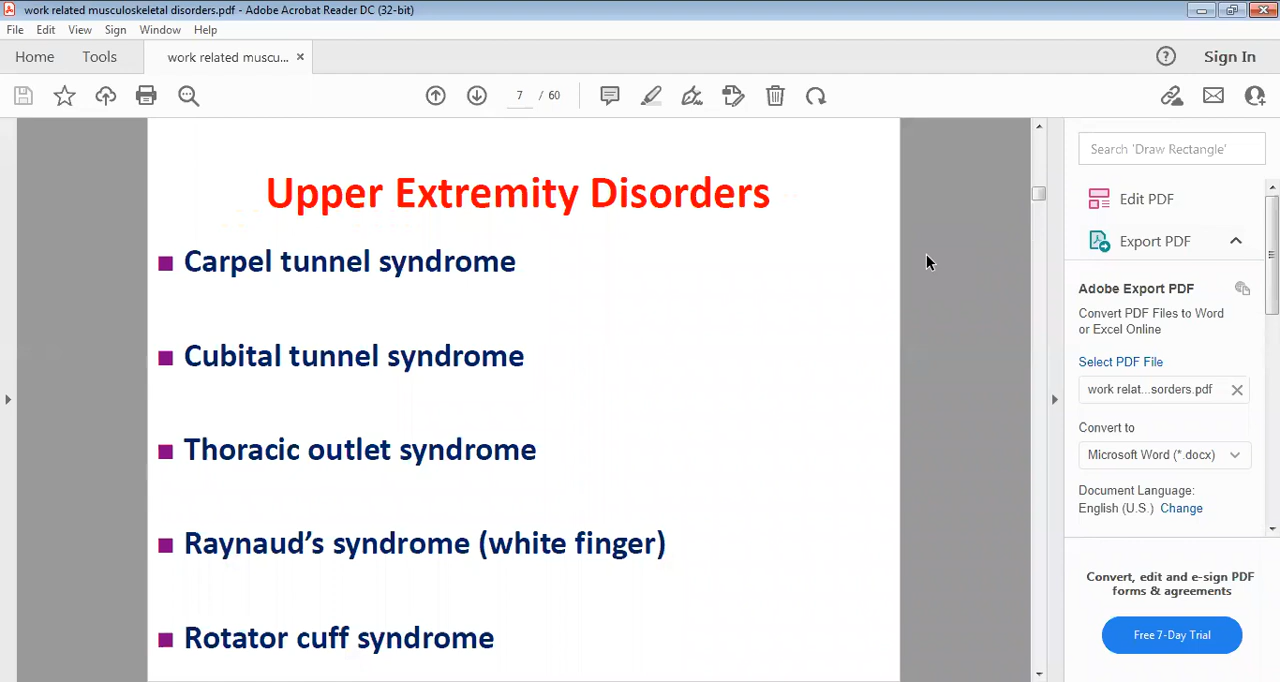 work related musculoskeletal disorders.pdf - Adobe Acrobat Reader DC (32-bit)
File Edit View Sign Window Help
Home Tools work related muscu... × Sign In
7 / 60
Upper Extremity Disorders
Carpel tunnel syndrome
Cubital tunnel syndrome
Thoracic outlet syndrome
Raynaud's syndrome (white finger)
Rotator cuff syndrome
Search 'Draw Rectangle'
Edit PDF
Export PDF
Adobe Export PDF
Convert PDF Files to Word
or Excel Online
Select PDF File
work relat...sorders.pdf
Convert to
Microsoft Word (*.docx)
Document Language:
English (U.S.) Change
Convert, edit and e-sign PDF
forms & agreements
Free 7-Day Trial